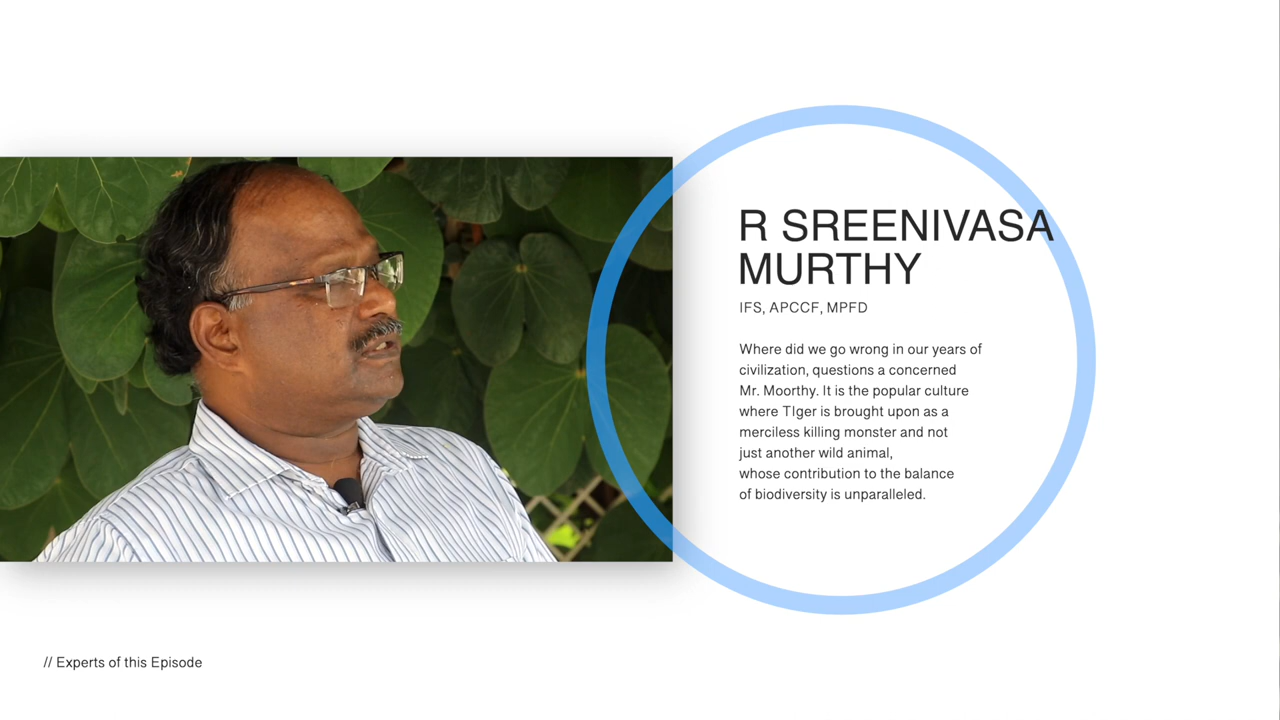 R SREENIVASA
MURTHY
IFS, APCCF, MPFD
Where did we go wrong in our years of
civilization, questions a concerned
Mr. Moorthy. It is the popular culture
where TIger is brought upon as a
merciless killing monster and not
just another wild animal,
whose contribution to the balance
of biodiversity is unparalleled.
// Experts of this Episode